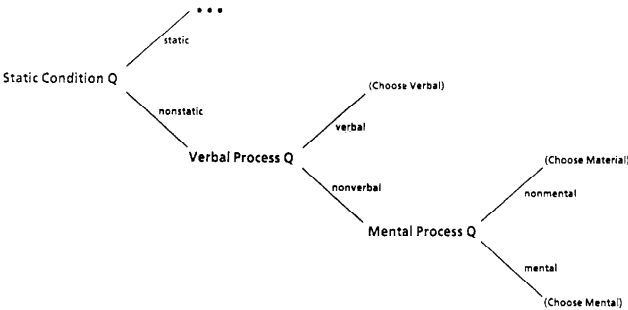 • • •
static
Static Condition Q
(Choose Verbal)
nonstatic
verbal
Verbal Process Q
(Choose Material)
nonverbal
nonmental
Mental Process Q
mental
(Choose Mental)